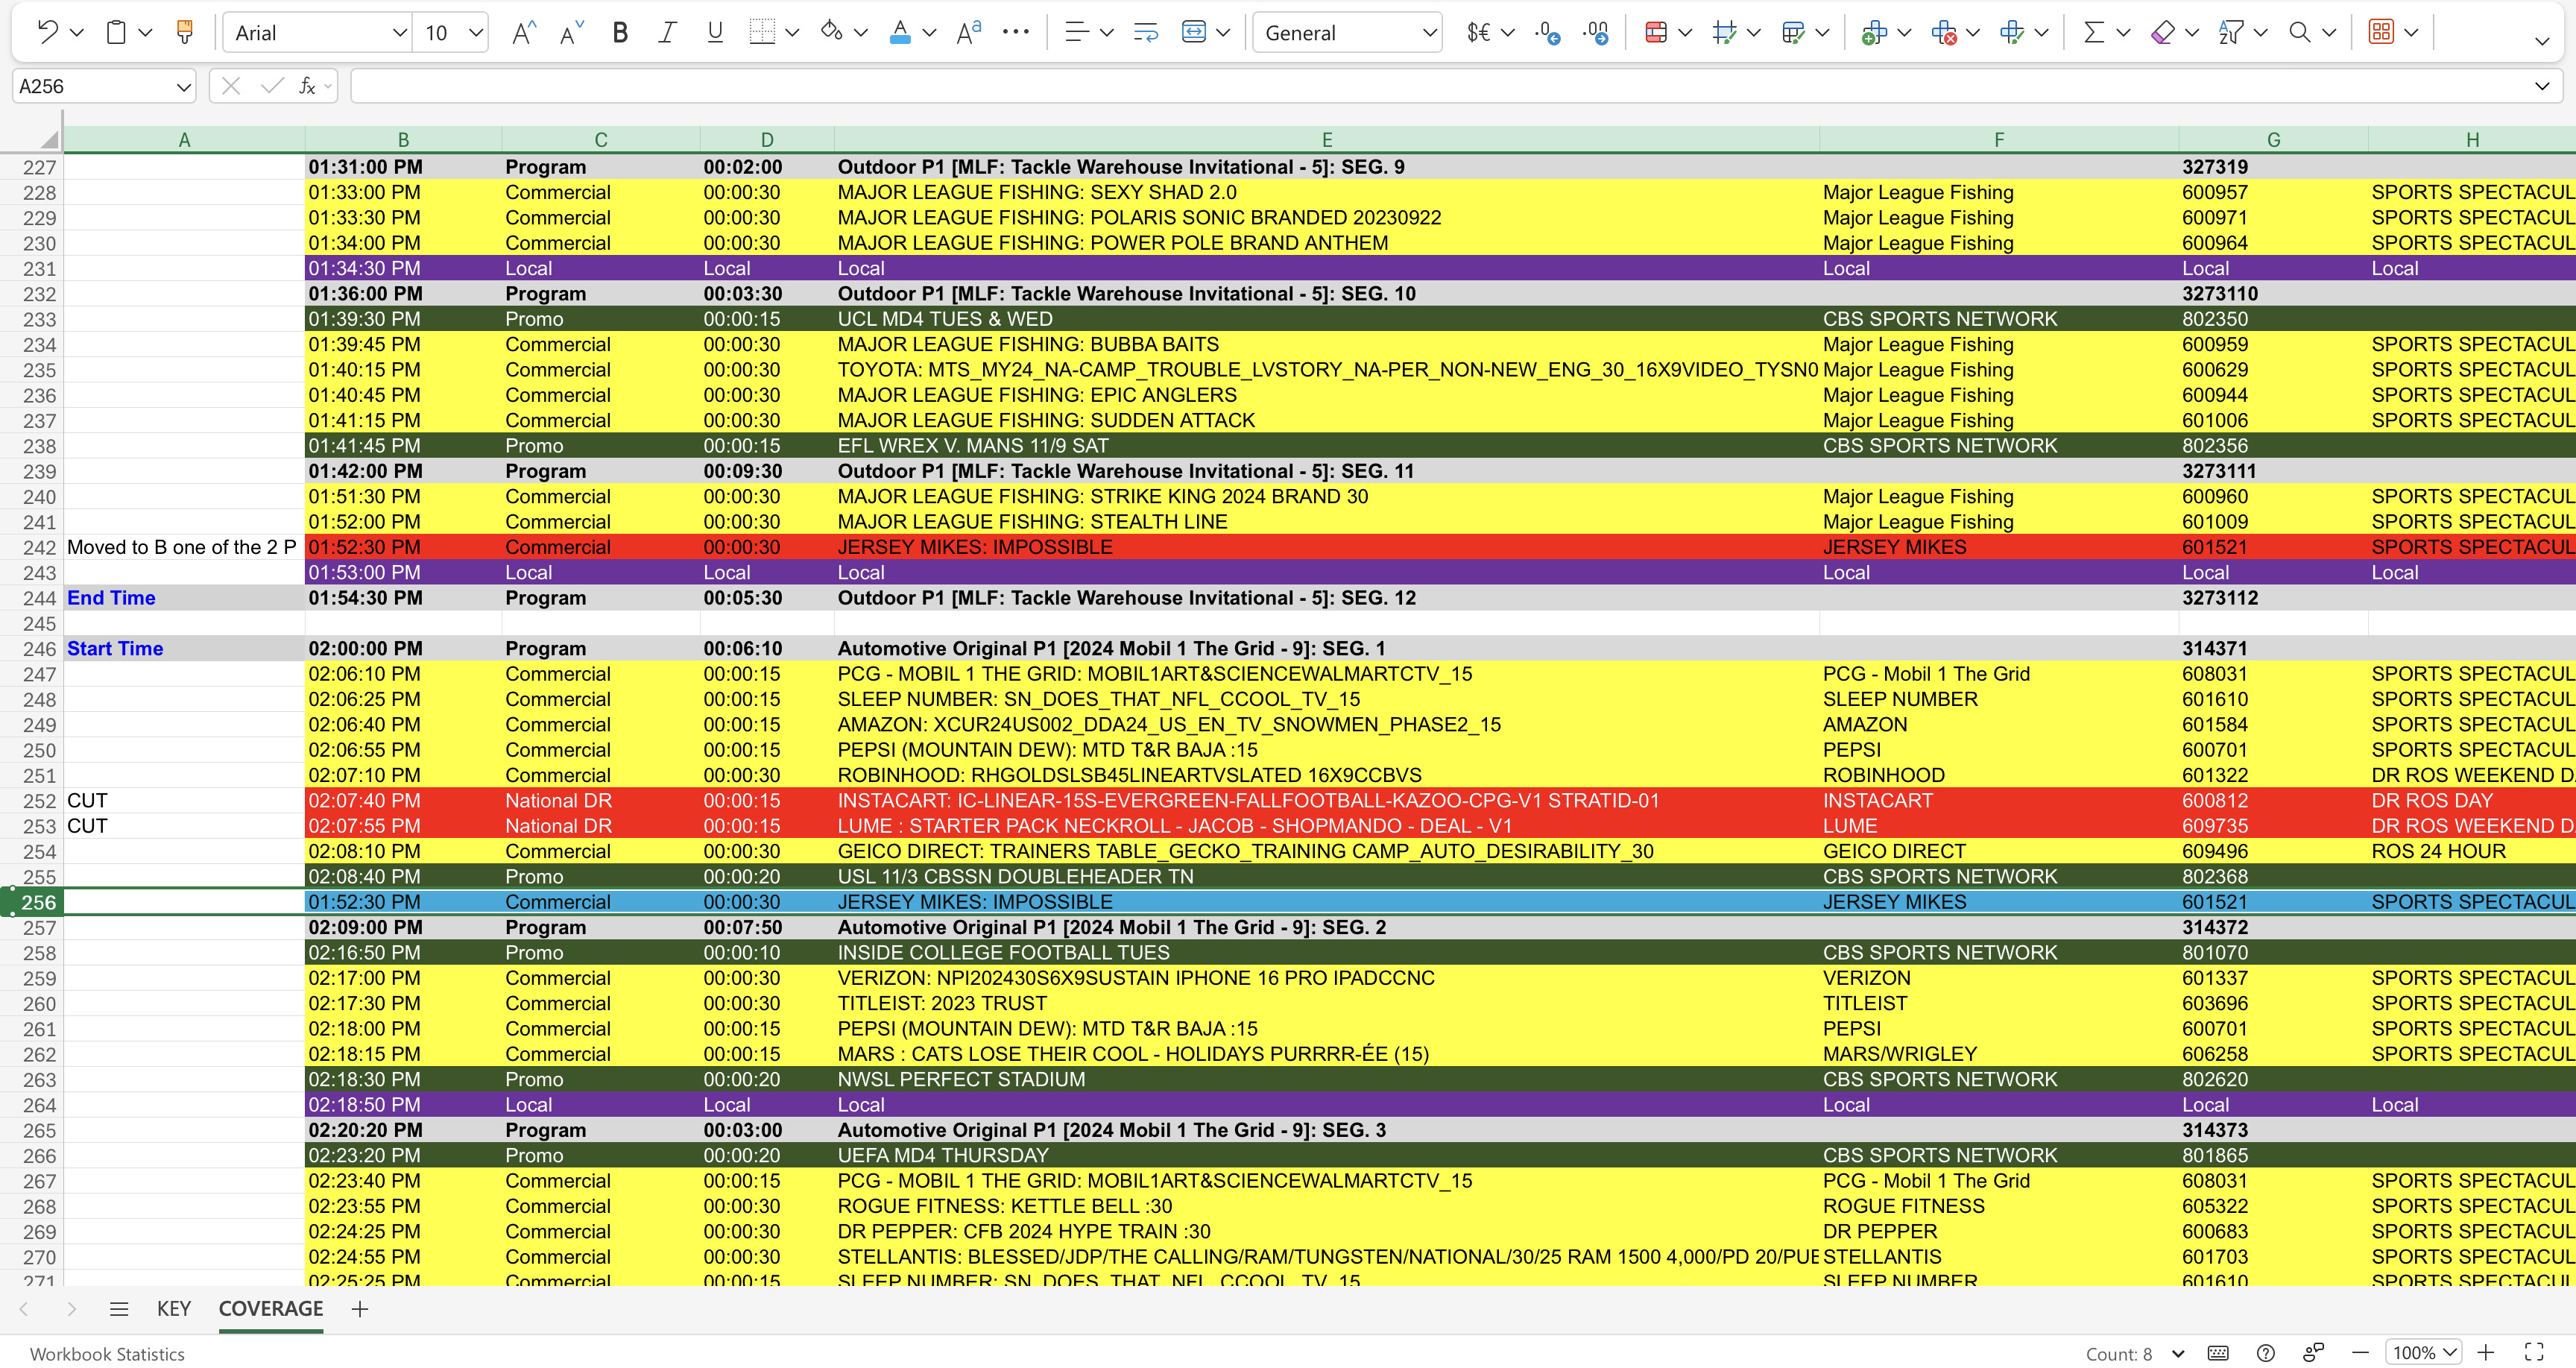 Arial 10 General $€
A256 fx
A B C D E F G H
227 01:31:00 PM Program 00:02:00 Outdoor P1 [MLF: Tackle Warehouse Invitational - 5]: SEG. 9 327319
228 01:33:00 PM Commercial 00:00:30 MAJOR LEAGUE FISHING: SEXY SHAD 2.0 Major League Fishing 600957 SPORTS SPECTACUL
229 01:33:30 PM Commercial 00:00:30 MAJOR LEAGUE FISHING: POLARIS SONIC BRANDED 20230922 Major League Fishing 600971 SPORTS SPECTACUL
230 01:34:00 PM Commercial 00:00:30 MAJOR LEAGUE FISHING: POWER POLE BRAND ANTHEM Major League Fishing 600964 SPORTS SPECTACUL
231 01:34:30 PM Local Local Local Local Local Local
232 01:36:00 PM Program 00:03:30 Outdoor P1 [MLF: Tackle Warehouse Invitational - 5]: SEG. 10 3273110
233 01:39:30 PM Promo 00:00:15 UCL MD4 TUES & WED CBS SPORTS NETWORK 802350
234 01:39:45 PM Commercial 00:00:30 MAJOR LEAGUE FISHING: BUBBA BAITS Major League Fishing 600959 SPORTS SPECTACUL
235 01:40:15 PM Commercial 00:00:30 TOYOTA: MTS_MY24_NA-CAMP_TROUBLE_LVSTORY_NA-PER_NON-NEW_ENG_30_16X9VIDEO_TYSN0 Major League Fishing 600629 SPORTS SPECTACUL
236 01:40:45 PM Commercial 00:00:30 MAJOR LEAGUE FISHING: EPIC ANGLERS Major League Fishing 600944 SPORTS SPECTACUL
237 01:41:15 PM Commercial 00:00:30 MAJOR LEAGUE FISHING: SUDDEN ATTACK Major League Fishing 601006 SPORTS SPECTACUL
238 01:41:45 PM Promo 00:00:15 EFL WREX V. MANS 11/9 SAT CBS SPORTS NETWORK 802356
239 01:42:00 PM Program 00:09:30 Outdoor P1 [MLF: Tackle Warehouse Invitational - 5]: SEG. 11 3273111
240 01:51:30 PM Commercial 00:00:30 MAJOR LEAGUE FISHING: STRIKE KING 2024 BRAND 30 Major League Fishing 600960 SPORTS SPECTACUL
241 01:52:00 PM Commercial 00:00:30 MAJOR LEAGUE FISHING: STEALTH LINE Major League Fishing 601009 SPORTS SPECTACUL
242 Moved to B one of the 2 P 01:52:30 PM Commercial 00:00:30 JERSEY MIKES: IMPOSSIBLE JERSEY MIKES 601521 SPORTS SPECTACUL
243 01:53:00 PM Local Local Local Local Local Local
244 End Time 01:54:30 PM Program 00:05:30 Outdoor P1 [MLF: Tackle Warehouse Invitational - 5]: SEG. 12 3273112
245
246 Start Time 02:00:00 PM Program 00:06:10 Automotive Original P1 [2024 Mobil 1 The Grid - 9]: SEG. 1 314371
247 02:06:10 PM Commercial 00:00:15 PCG - MOBIL 1 THE GRID: MOBIL1ART&SCIENCEWALMARTCTV_15 PCG - Mobil 1 The Grid 608031 SPORTS SPECTACUL
248 02:06:25 PM Commercial 00:00:15 SLEEP NUMBER: SN_DOES_THAT_NFL_CCOOL_TV_15 SLEEP NUMBER 601610 SPORTS SPECTACUL
249 02:06:40 PM Commercial 00:00:15 AMAZON: XCUR24US002_DDA24_US_EN_TV_SNOWMEN_PHASE2_15 AMAZON 601584 SPORTS SPECTACUL
250 02:06:55 PM Commercial 00:00:15 PEPSI (MOUNTAIN DEW): MTD T&R BAJA :15 PEPSI 600701 SPORTS SPECTACUL
251 02:07:10 PM Commercial 00:00:30 ROBINHOOD: RHGOLDSLSB45LINEARTVSLATED 16X9CCBVS ROBINHOOD 601322 DR ROS WEEKEND D
252 CUT 02:07:40 PM National DR 00:00:15 INSTACART: IC-LINEAR-15S-EVERGREEN-FALLFOOTBALL-KAZOO-CPG-V1 STRATID-01 INSTACART 600812 DR ROS DAY
253 CUT 02:07:55 PM National DR 00:00:15 LUME : STARTER PACK NECKROLL - JACOB - SHOPMANDO - DEAL - V1 LUME 609735 DR ROS WEEKEND D
254 02:08:10 PM Commercial 00:00:30 GEICO DIRECT: TRAINERS TABLE_GECKO_TRAINING CAMP_AUTO_DESIRABILITY_30 GEICO DIRECT 609496 ROS 24 HOUR
255 02:08:40 PM Promo 00:00:20 USL 11/3 CBSSN DOUBLEHEADER TN CBS SPORTS NETWORK 802368
256 01:52:30 PM Commercial 00:00:30 JERSEY MIKES: IMPOSSIBLE JERSEY MIKES 601521 SPORTS SPECTACUL
257 02:09:00 PM Program 00:07:50 Automotive Original P1 [2024 Mobil 1 The Grid - 9]: SEG. 2 314372
258 02:16:50 PM Promo 00:00:10 INSIDE COLLEGE FOOTBALL TUES CBS SPORTS NETWORK 801070
259 02:17:00 PM Commercial 00:00:30 VERIZON: NPI202430S6X9SUSTAIN IPHONE 16 PRO IPADCCNC VERIZON 601337 SPORTS SPECTACUL
260 02:17:30 PM Commercial 00:00:30 TITLEIST: 2023 TRUST TITLEIST 603696 SPORTS SPECTACUL
261 02:18:00 PM Commercial 00:00:15 PEPSI (MOUNTAIN DEW): MTD T&R BAJA :15 PEPSI 600701 SPORTS SPECTACUL
262 02:18:15 PM Commercial 00:00:15 MARS : CATS LOSE THEIR COOL - HOLIDAYS PURRRR-ÉE (15) MARS/WRIGLEY 606258 SPORTS SPECTACUL
263 02:18:30 PM Promo 00:00:20 NWSL PERFECT STADIUM CBS SPORTS NETWORK 802620
264 02:18:50 PM Local Local Local Local Local Local
265 02:20:20 PM Program 00:03:00 Automotive Original P1 [2024 Mobil 1 The Grid - 9]: SEG. 3 314373
266 02:23:20 PM Promo 00:00:20 UEFA MD4 THURSDAY CBS SPORTS NETWORK 801865
267 02:23:40 PM Commercial 00:00:15 PCG - MOBIL 1 THE GRID: MOBIL1ART&SCIENCEWALMARTCTV_15 PCG - Mobil 1 The Grid 608031 SPORTS SPECTACUL
268 02:23:55 PM Commercial 00:00:30 ROGUE FITNESS: KETTLE BELL :30 ROGUE FITNESS 605322 SPORTS SPECTACUL
269 02:24:25 PM Commercial 00:00:30 DR PEPPER: CFB 2024 HYPE TRAIN :30 DR PEPPER 600683 SPORTS SPECTACUL
270 02:24:55 PM Commercial 00:00:30 STELLANTIS: BLESSED/JDP/THE CALLING/RAM/TUNGSTEN/NATIONAL/30/25 RAM 1500 4,000/PD 20/PUE STELLANTIS 601703 SPORTS SPECTACUL
271 02:25:25 PM Commercial 00:00:15 SLEEP NUMBER: SN_DOES_THAT_NFL_CCOOL_TV_15 SLEEP NUMBER 601610 SPORTS SPECTACUL
KEY COVERAGE
Workbook Statistics Count: 8 100%